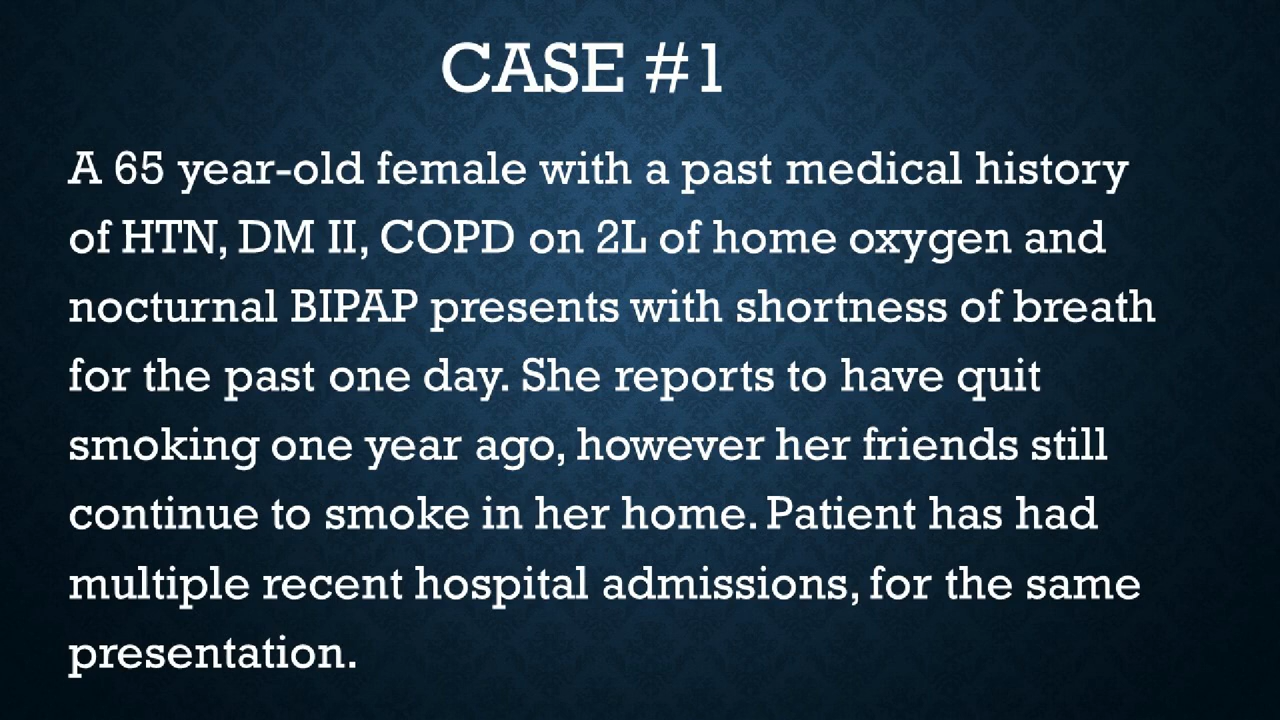 CASE #1
A 65 year-old female with a past medical history
of HTN, DM II, COPD on 2L of home oxygen and
nocturnal BIPAP presents with shortness of breath
for the past one day. She reports to have quit
smoking one year ago, however her friends still
continue to smoke in her home. Patient has had
multiple recent hospital admissions, for the same
presentation.